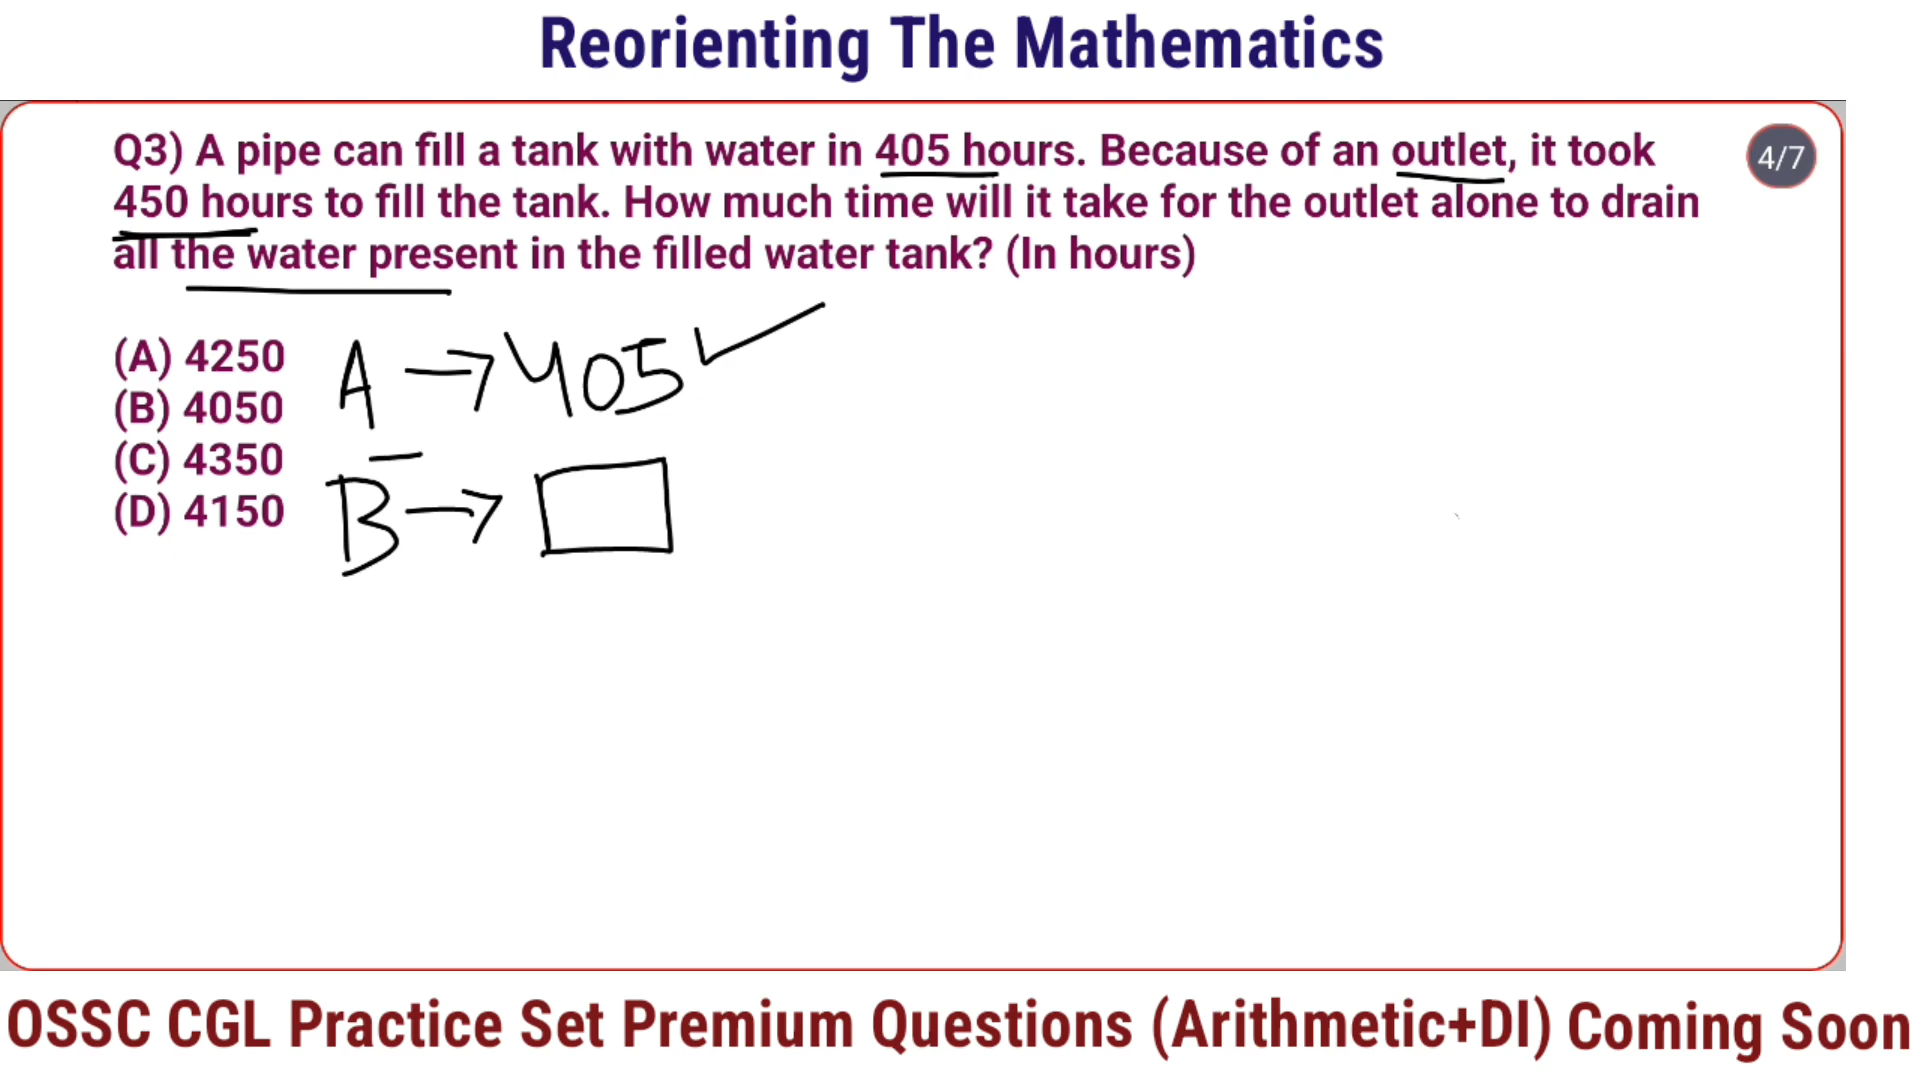 Reorienting The Mathematics
Q3) A pipe can fill a tank with water in 405 hours. Because of an outlet, it took
4/7
450 hours to fill the tank. How much time will it take for the outlet alone to drain
all the water present in the filled water tank? (In hours)
(A) 4250
(B) 4050
(C) 4350
(D) 4150
A → 405 ✓
B →
OSSC CGL Practice Set Premium Questions (Arithmetic+DI) Coming Soon